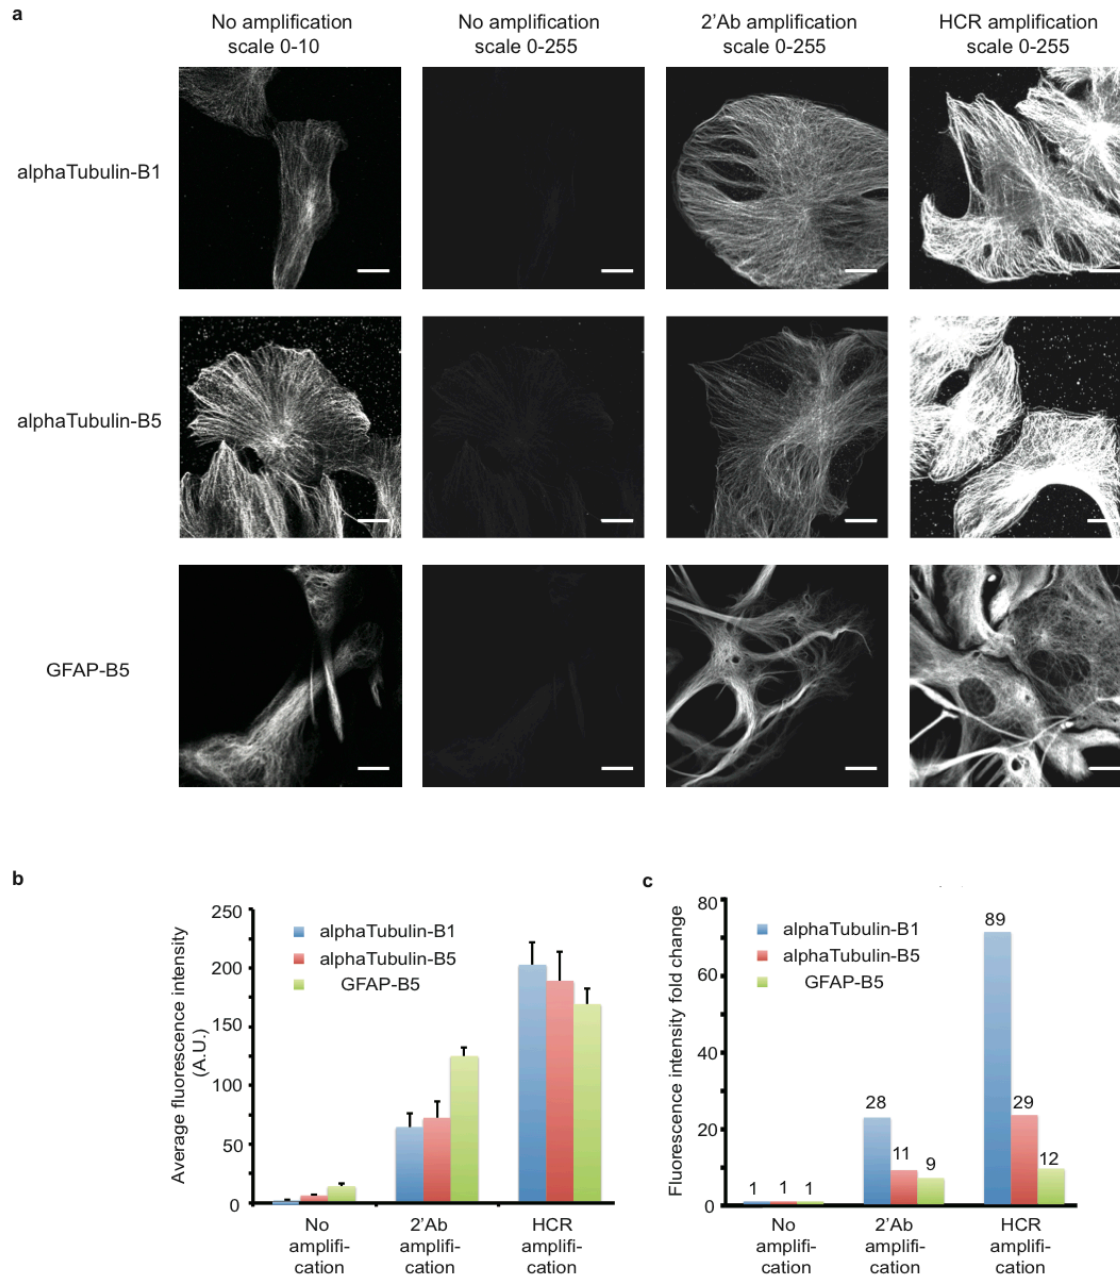 a
No amplification
scale 0-10
No amplification
scale 0-255
2'Ab amplification
scale 0-255
HCR amplification
scale 0-255
alphaTubulin-B1
alphaTubulin-B5
GFAP-B5
b
Average fluorescence intensity
(A.U.)
250
200
150
100
50
0
alphaTubulin-B1
alphaTubulin-B5
GFAP-B5
No
amplifi-
cation
2'Ab
amplifi-
cation
HCR
amplifi-
cation
c
Fluorescence intensity fold change
80
60
40
20
0
alphaTubulin-B1
alphaTubulin-B5
GFAP-B5
1
1
1
28
11
9
89
29
12
No
amplifi-
cation
2'Ab
amplifi-
cation
HCR
amplifi-
cation